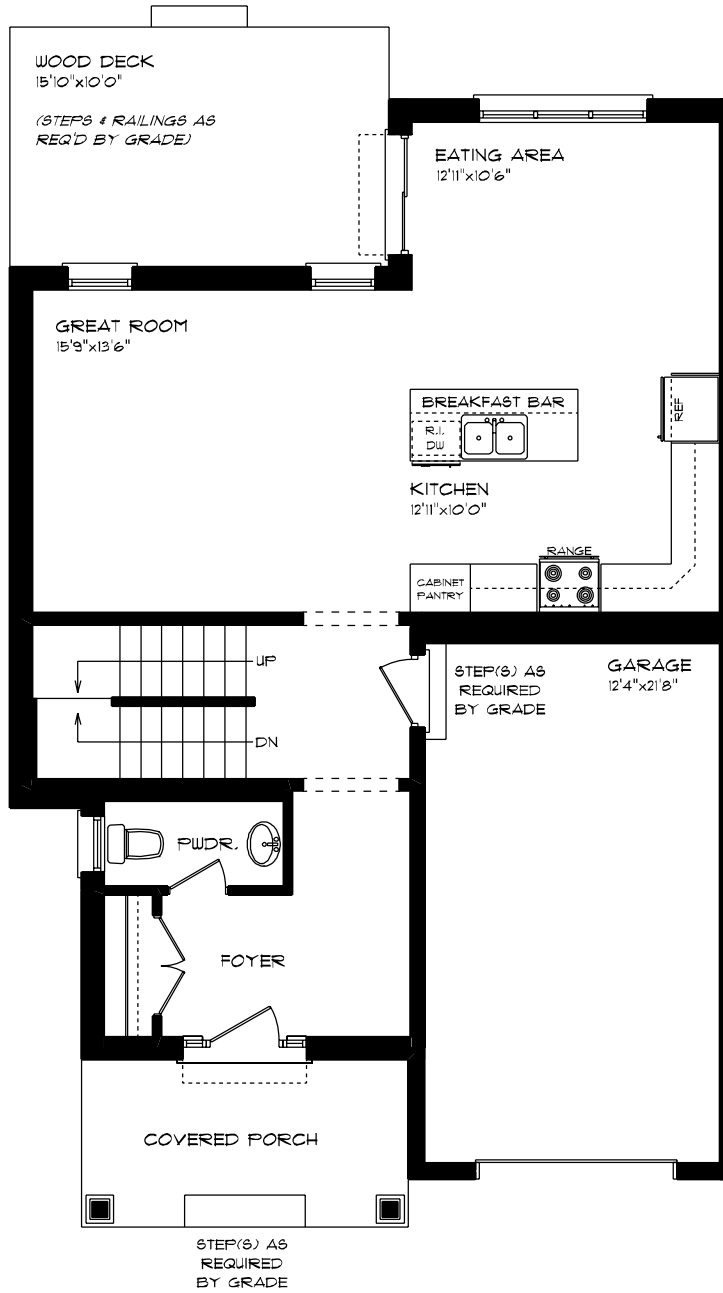 WOOD DECK
15'10"x10'0"
(STEPS & RAILINGS AS
REQ'D BY GRADE)
EATING AREA
12'11"x10'6"
GREAT ROOM
15'9"x13'6"
BREAKFAST BAR
R.I.
DW
REF
KITCHEN
12'11"x10'0"
RANGE
CABINET
PANTRY
UP
DN
STEP(S) AS
REQUIRED
BY GRADE
GARAGE
12'4"x21'8"
PWDR.
FOYER
COVERED PORCH
STEP(S) AS
REQUIRED
BY GRADE